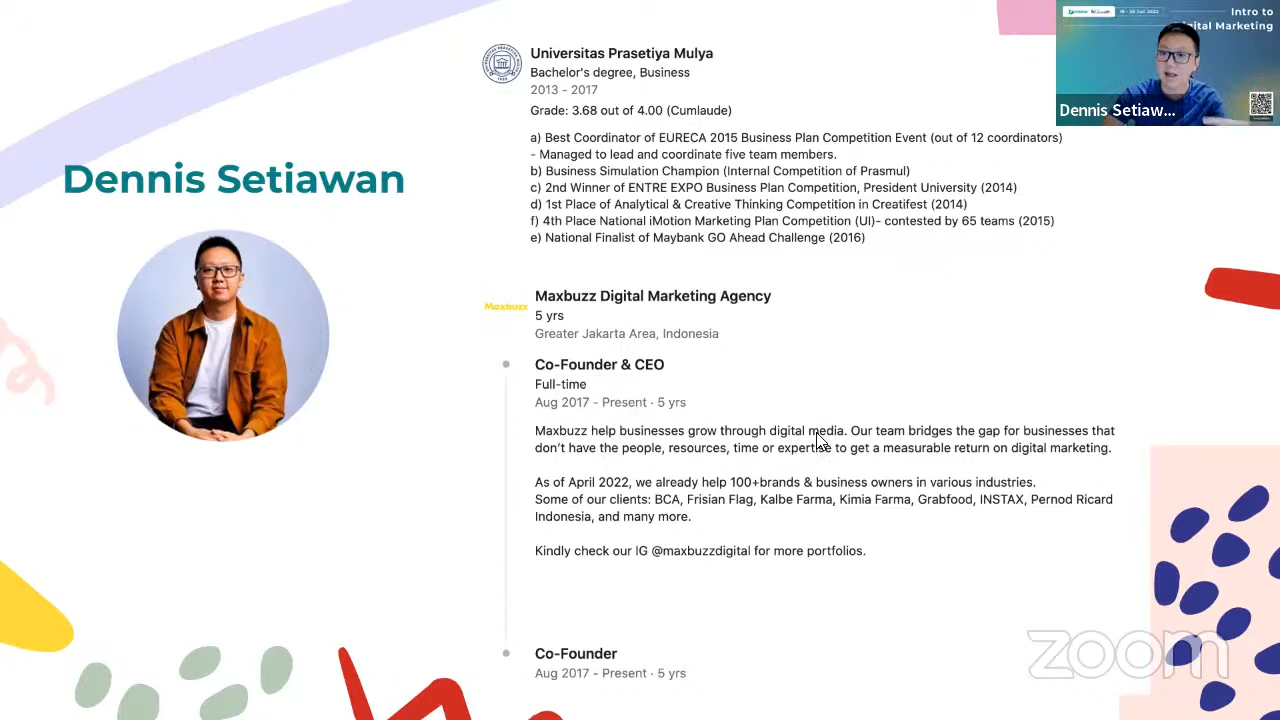 Universitas Prasetiya Mulya
Bachelor's degree, Business
2013 - 2017
Grade: 3.68 out of 4.00 (Cumlaude)
a) Best Coordinator of EURECA 2015 Business Plan Competition Event (out of 12 coordinators)
- Managed to lead and coordinate five team members.
b) Business Simulation Champion (Internal Competition of Prasmul)
c) 2nd Winner of ENTRE EXPO Business Plan Competition, President University (2014)
d) 1st Place of Analytical & Creative Thinking Competition in Creatifest (2014)
f) 4th Place National iMotion Marketing Plan Competition (UI)- contested by 65 teams (2015)
e) National Finalist of Maybank GO Ahead Challenge (2016)
Dennis Setiawan
Maxbuzz
Maxbuzz Digital Marketing Agency
5 yrs
Greater Jakarta Area, Indonesia
Co-Founder & CEO
Full-time
Aug 2017 - Present · 5 yrs
Maxbuzz help businesses grow through digital media. Our team bridges the gap for businesses that
don't have the people, resources, time or expertise to get a measurable return on digital marketing.
As of April 2022, we already help 100+brands & business owners in various industries.
Some of our clients: BCA, Frisian Flag, Kalbe Farma, Kimia Farma, Grabfood, INSTAX, Pernod Ricard
Indonesia, and many more.
Kindly check our IG @maxbuzzdigital for more portfolios.
Co-Founder
Aug 2017 - Present · 5 yrs
Intro to
Digital Marketing
Dennis Setiaw...
zoom